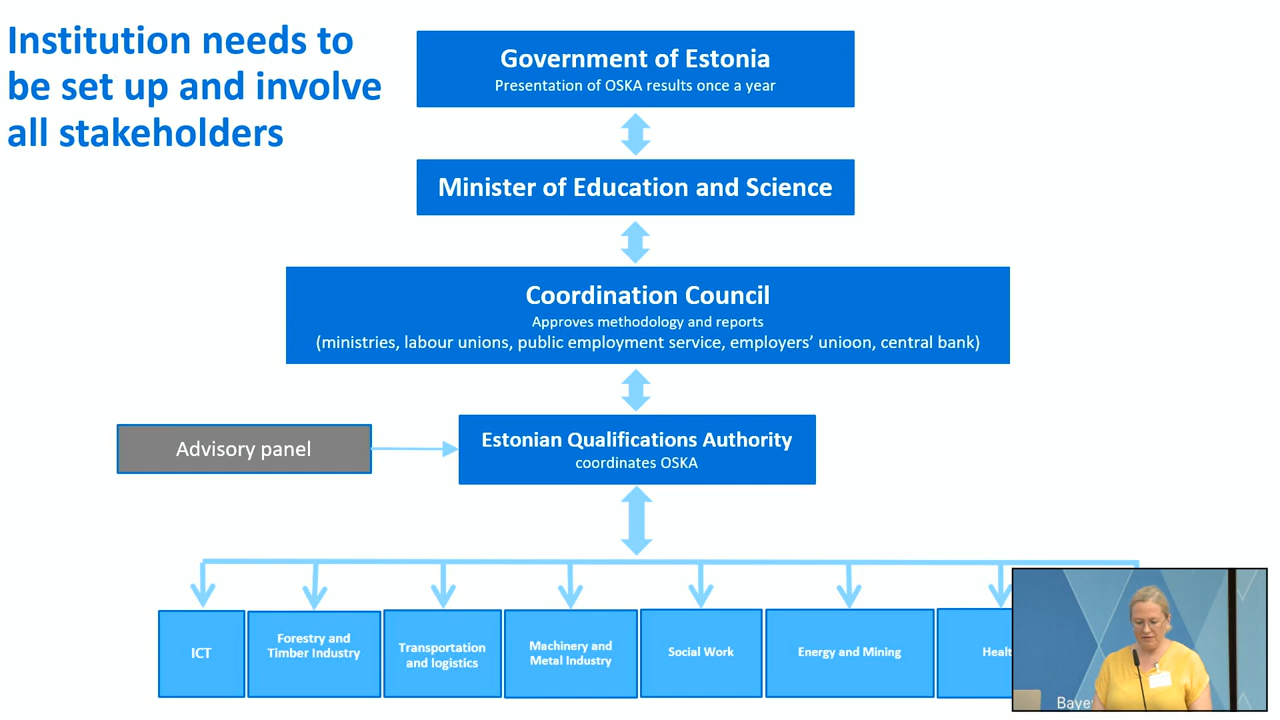 Institution needs to
be set up and involve
all stakeholders
Government of Estonia
Presentation of OSKA results once a year
Minister of Education and Science
Coordination Council
Approves methodology and reports
(ministries, labour unions, public employment service, employers' unioon, central bank)
Advisory panel
Estonian Qualifications Authority
coordinates OSKA
ICT
Forestry and
Timber Industry
Transportation
and logistics
Machinery and
Metal Industry
Social Work
Energy and Mining